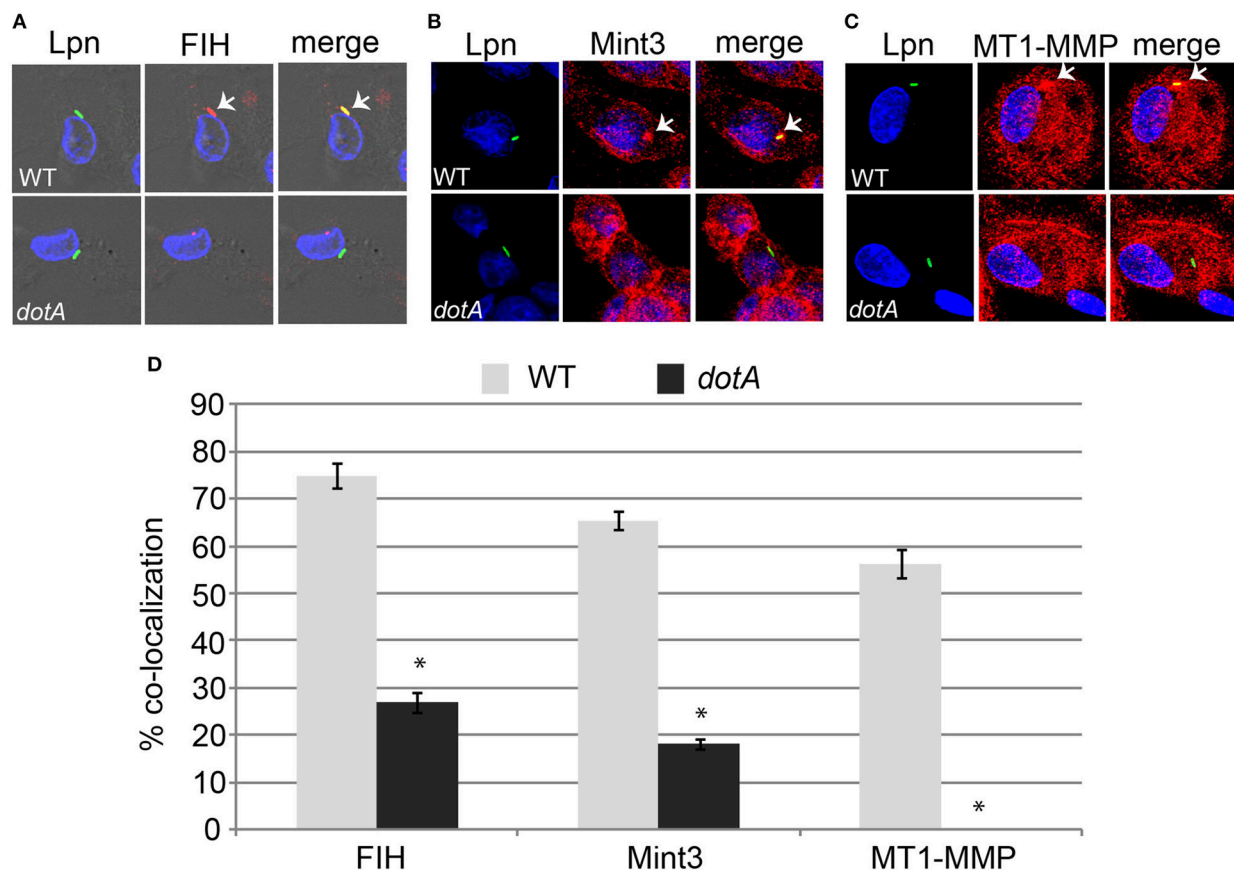 A
Lpn FIH merge
WT
dotA
B
Lpn Mint3 merge
WT
dotA
C
Lpn MT1-MMP merge
WT
dotA
D
WT dotA
90
80
70
60
50
40
30
20
10
0
% co-localization
*
*
*
FIH Mint3 MT1-MMP